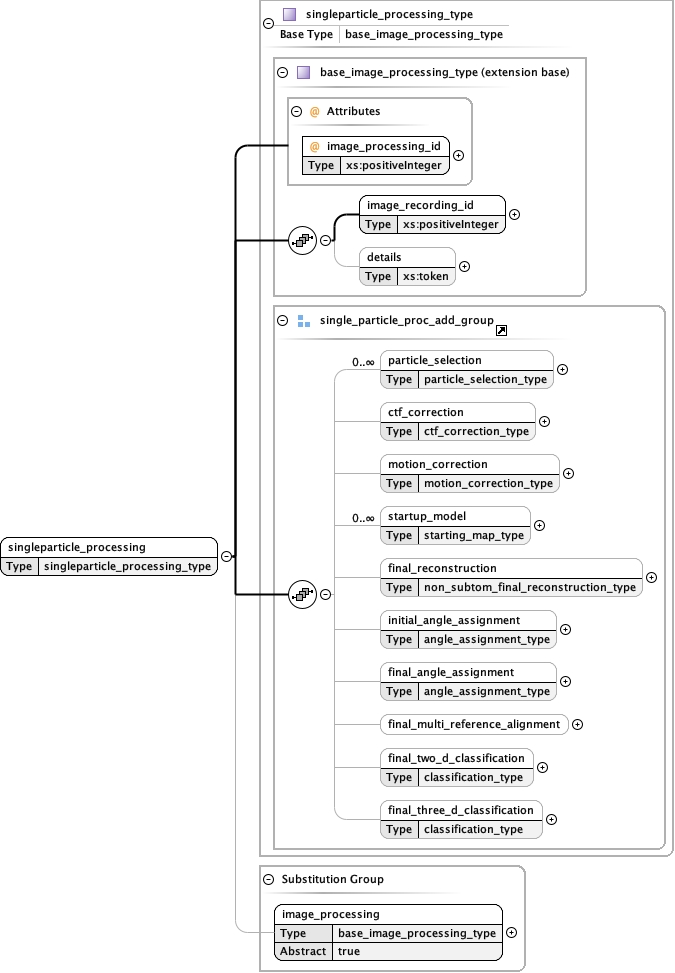 singleparticle_processing_type
Base Type base_image_processing_type
base_image_processing_type (extension base)
@ Attributes
@ image_processing_id
Type xs:positiveInteger
image_recording_id
Type xs:positiveInteger
details
Type xs:token
single_particle_proc_add_group
0..∞
particle_selection
Type particle_selection_type
ctf_correction
Type ctf_correction_type
motion_correction
Type motion_correction_type
0..∞
startup_model
Type starting_map_type
singleparticle_processing
Type singleparticle_processing_type
final_reconstruction
Type non_subtom_final_reconstruction_type
initial_angle_assignment
Type angle_assignment_type
final_angle_assignment
Type angle_assignment_type
final_multi_reference_alignment
final_two_d_classification
Type classification_type
final_three_d_classification
Type classification_type
Substitution Group
image_processing
Type base_image_processing_type
Abstract true